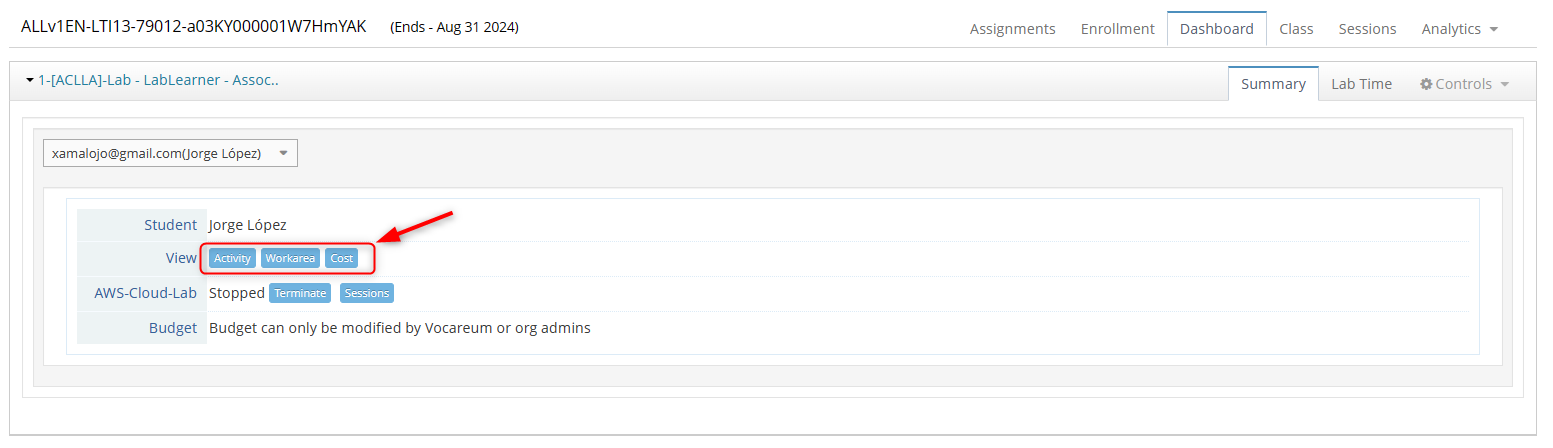 ALLv1EN-LTI13-79012-a03KY000001W7HmYAK (Ends - Aug 31 2024) Assignments Enrollment Dashboard Class Sessions Analytics
1-[ACLLA]-Lab - LabLearner - Assoc.. Summary Lab Time Controls
xamalojo@gmail.com(Jorge López)
Student Jorge López
View Activity Workarea Cost
AWS-Cloud-Lab Stopped Terminate Sessions
Budget Budget can only be modified by Vocareum or org admins